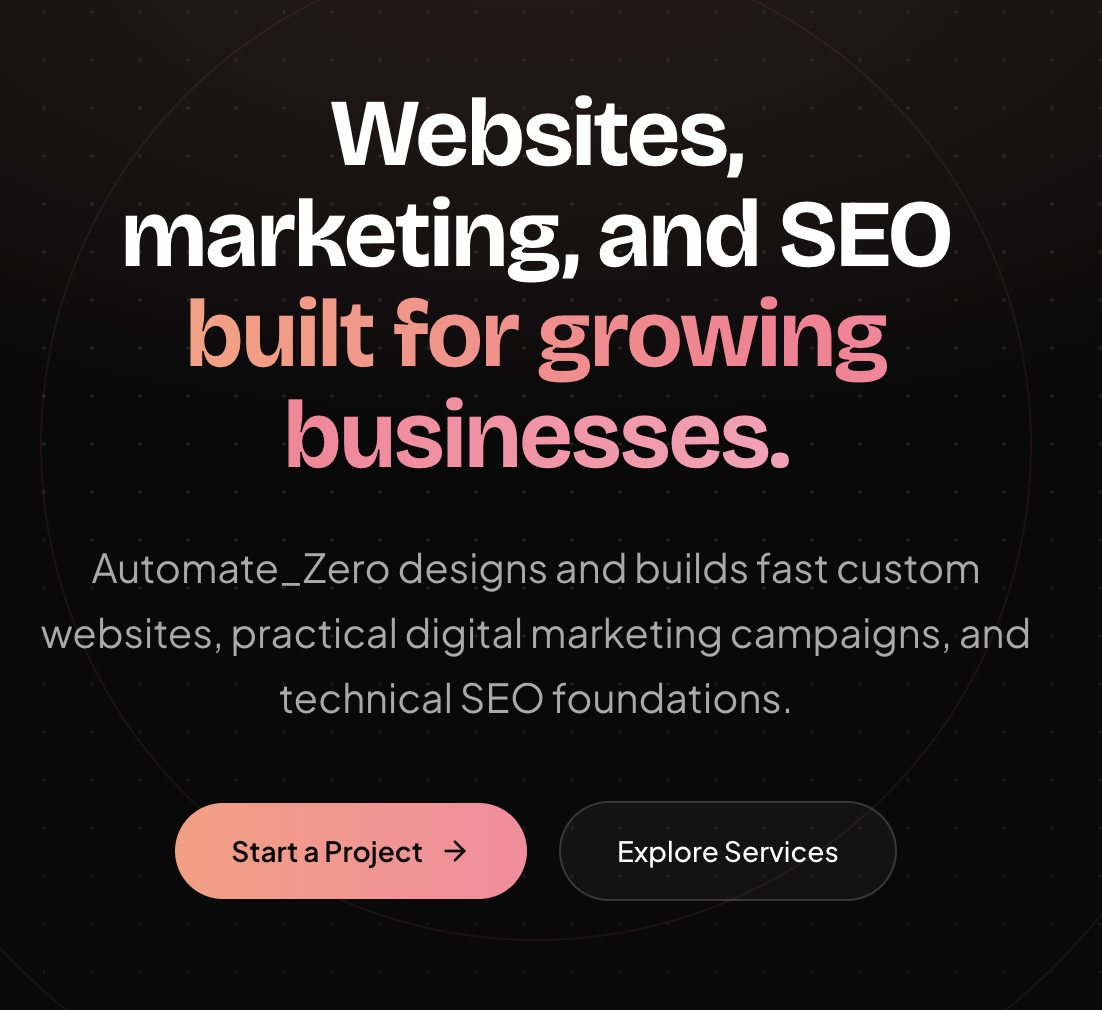 Websites,
marketing, and SEO
built for growing
businesses.
Automate_Zero designs and builds fast custom
websites, practical digital marketing campaigns, and
technical SEO foundations.
Start a Project →
Explore Services